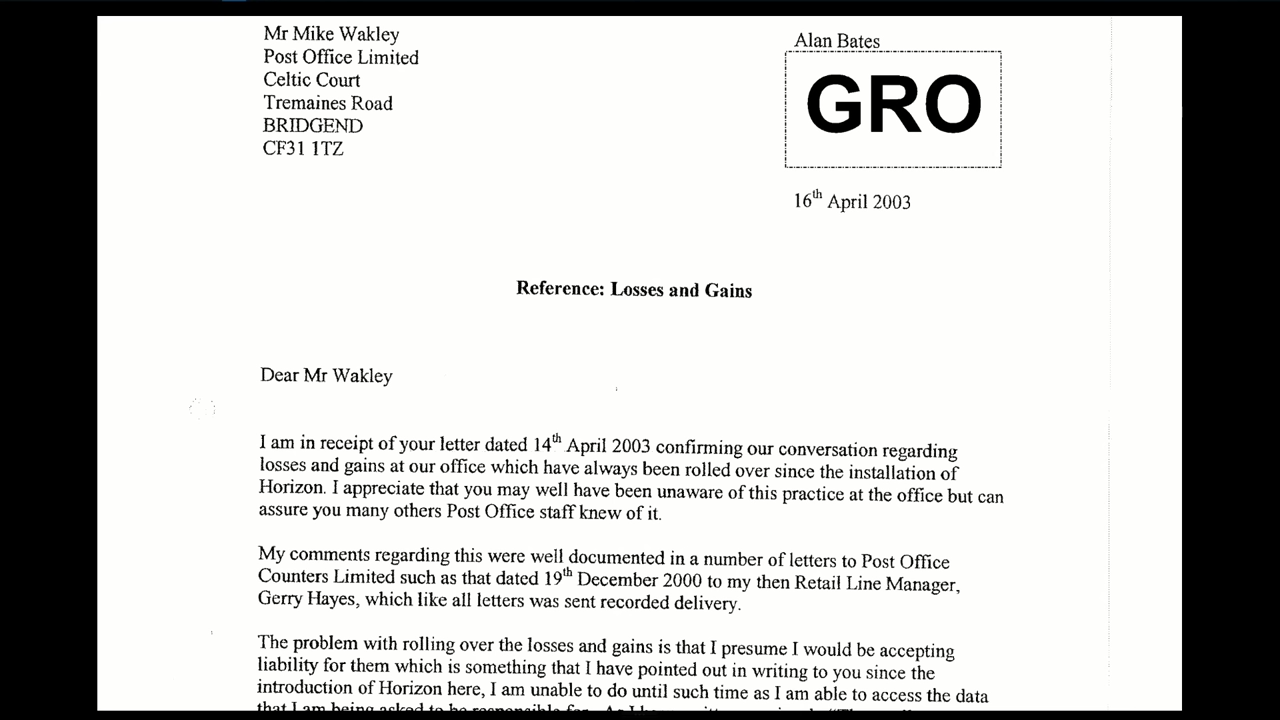 Mr Mike Wakley
Post Office Limited
Celtic Court
Tremaines Road
BRIDGEND
CF31 1TZ
Alan Bates
GRO
16th April 2003
Reference: Losses and Gains
Dear Mr Wakley
I am in receipt of your letter dated 14th April 2003 confirming our conversation regarding
losses and gains at our office which have always been rolled over since the installation of
Horizon. I appreciate that you may well have been unaware of this practice at the office but can
assure you many others Post Office staff knew of it.
My comments regarding this were well documented in a number of letters to Post Office
Counters Limited such as that dated 19th December 2000 to my then Retail Line Manager,
Gerry Hayes, which like all letters was sent recorded delivery.
The problem with rolling over the losses and gains is that I presume I would be accepting
liability for them which is something that I have pointed out in writing to you since the
introduction of Horizon here, I am unable to do until such time as I am able to access the data
that I am being asked to be responsible for.